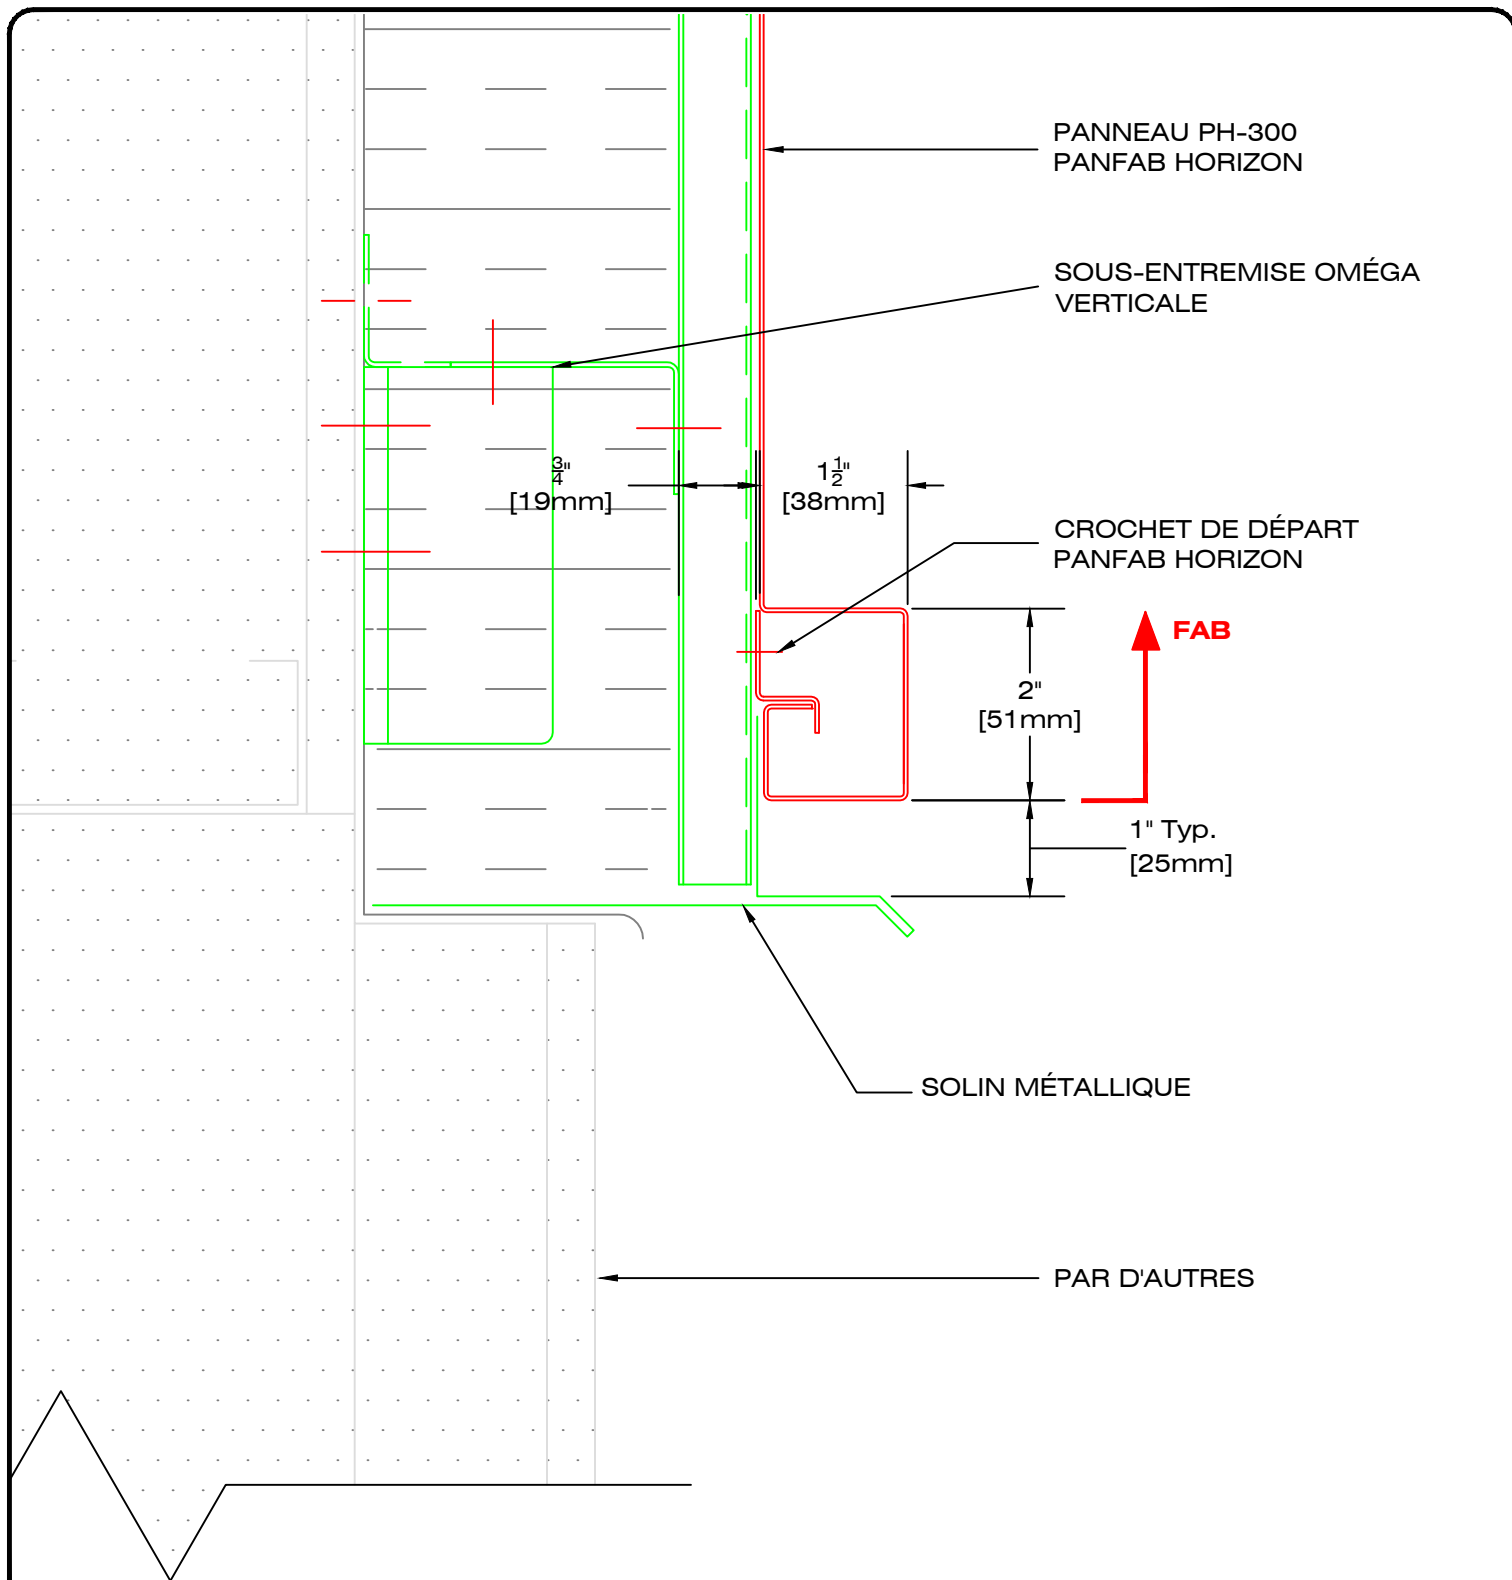 PANNEAU PH-300
PANFAB HORIZON
SOUS-ENTREMISE OMÉGA
VERTICALE
3/4"
[19mm]
1 1/2"
[38mm]
CROCHET DE DÉPART
PANFAB HORIZON
FAB
2"
[51mm]
1" Typ.
[25mm]
SOLIN MÉTALLIQUE
PAR D'AUTRES